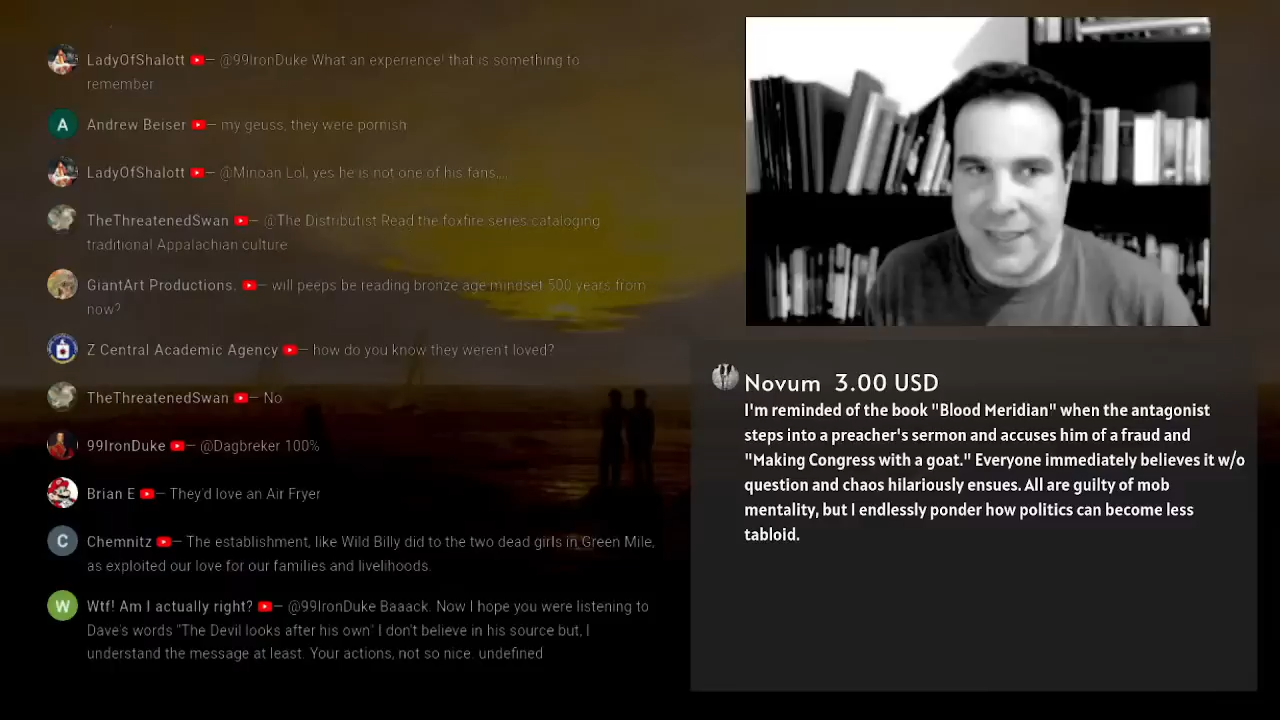 LadyOfShalott — @99IronDuke What an experience! that is something to
remember
Andrew Beiser — my geuss, they were pornish
LadyOfShalott — @Minoan Lol, yes he is not one of his fans,...
TheThreatenedSwan — @The Distributist Read the foxfire series cataloging
traditional Appalachian culture
GiantArt Productions. — will peeps be reading bronze age mindset 500 years from
now?
Z Central Academic Agency — how do you know they weren't loved?
TheThreatenedSwan — No
99IronDuke — @Dagbreker 100%
Brian E — They'd love an Air Fryer
Chemnitz — The establishment, like Wild Billy did to the two dead girls in Green Mile,
as exploited our love for our families and livelihoods.
Wtf! Am I actually right? — @99IronDuke Baaack. Now I hope you were listening to
Dave's words "The Devil looks after his own" I don't believe in his source but, I
understand the message at least. Your actions, not so nice. undefined
A
C
W
Novum 3.00 USD
I'm reminded of the book "Blood Meridian" when the antagonist
steps into a preacher's sermon and accuses him of a fraud and
"Making Congress with a goat." Everyone immediately believes it w/o
question and chaos hilariously ensues. All are guilty of mob
mentality, but I endlessly ponder how politics can become less
tabloid.